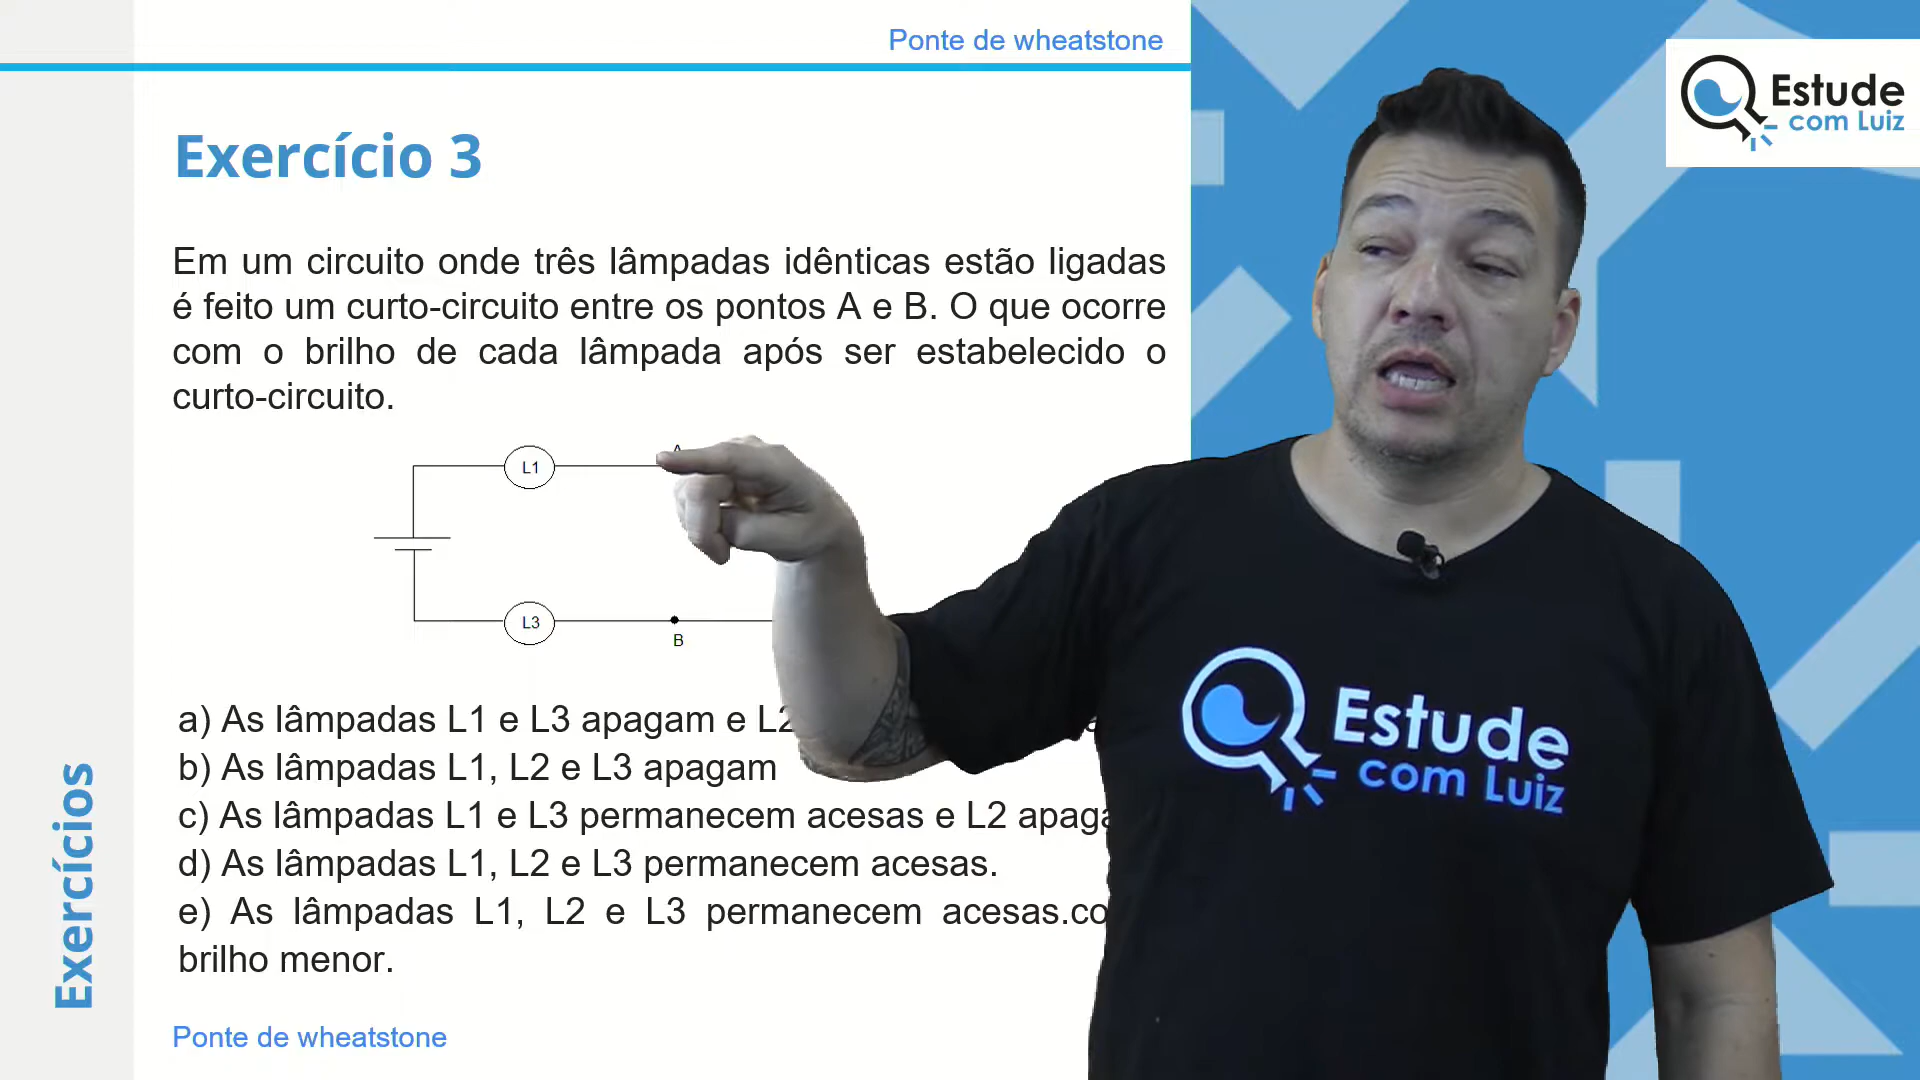 Ponte de wheatstone
Estude
com Luiz
Exercício 3
Em um circuito onde três lâmpadas idênticas estão ligadas
é feito um curto-circuito entre os pontos A e B. O que ocorre
com o brilho de cada lâmpada após ser estabelecido o
curto-circuito.
L1
L3
B
a) As lâmpadas L1 e L3 apagam e L2
b) As lâmpadas L1, L2 e L3 apagam
c) As lâmpadas L1 e L3 permanecem acesas e L2
d) As lâmpadas L1, L2 e L3 permanecem acesas.
e) As lâmpadas L1, L2 e L3 permanecem
brilho menor.
Exercícios
Ponte de wheatstone
Estude
com Luiz